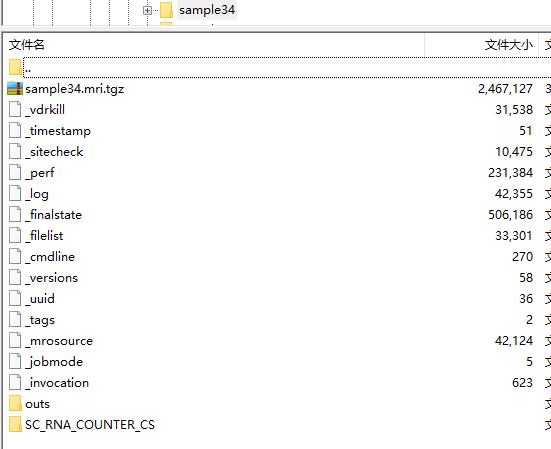 sample34
文件名 文件大小 文
..
sample34.mri.tgz 2,467,127 3
_vdrkill 31,538 文
_timestamp 51 文
_sitecheck 10,475 文
_perf 231,384 文
_log 42,355 文
_finalstate 506,186 文
_filelist 33,301 文
_cmdline 270 文
_versions 58 文
_uuid 36 文
_tags 2 文
_mrosource 42,124 文
_jobmode 5 文
_invocation 623 文
outs 文
SC_RNA_COUNTER_CS 文